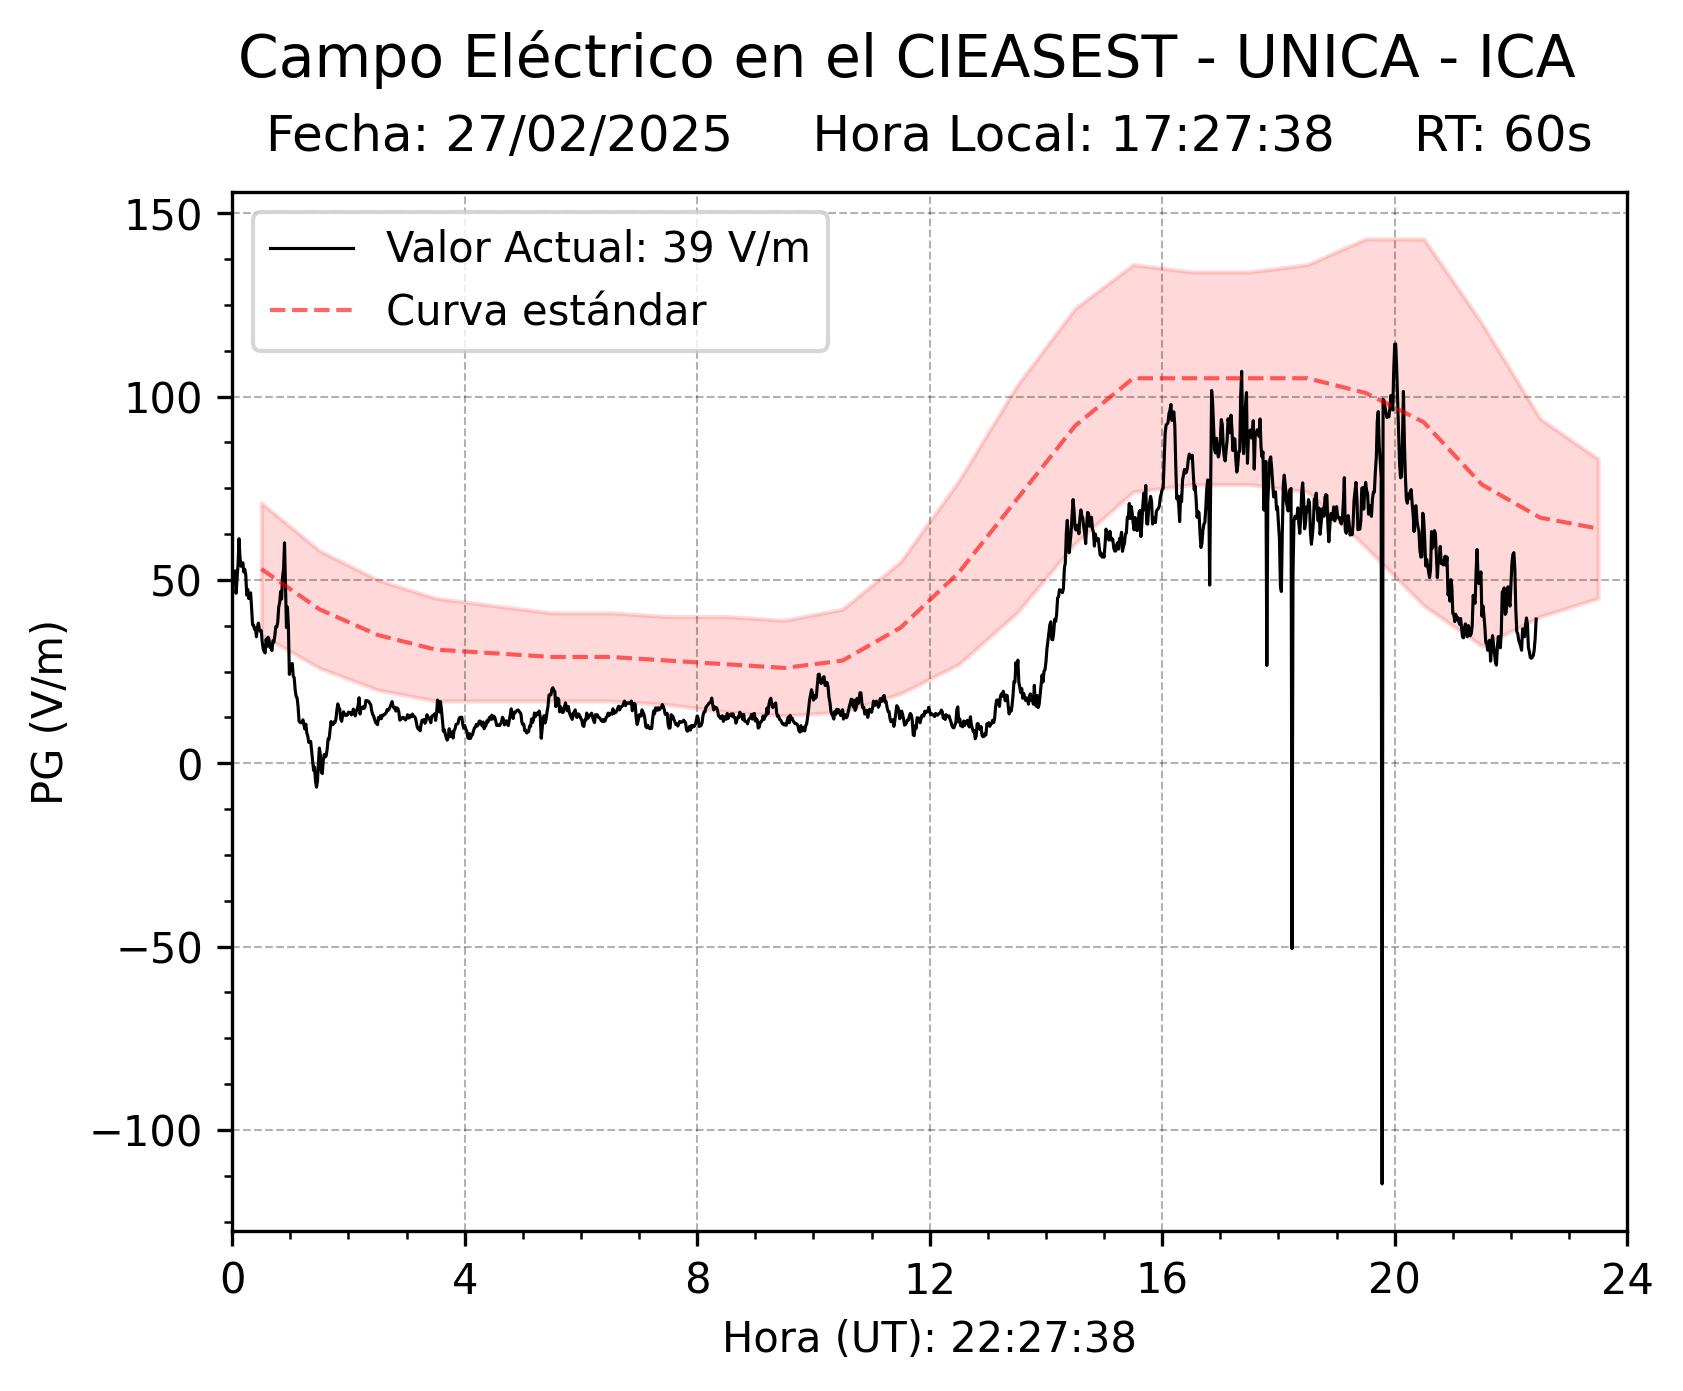 Campo Eléctrico en el CIEASEST - UNICA - ICA
Fecha: 27/02/2025 Hora Local: 17:27:38 RT: 60s
Valor Actual: 39 V/m
Curva estándar
150
100
50
0
−50
−100
PG (V/m)
0 4 8 12 16 20 24
Hora (UT): 22:27:38